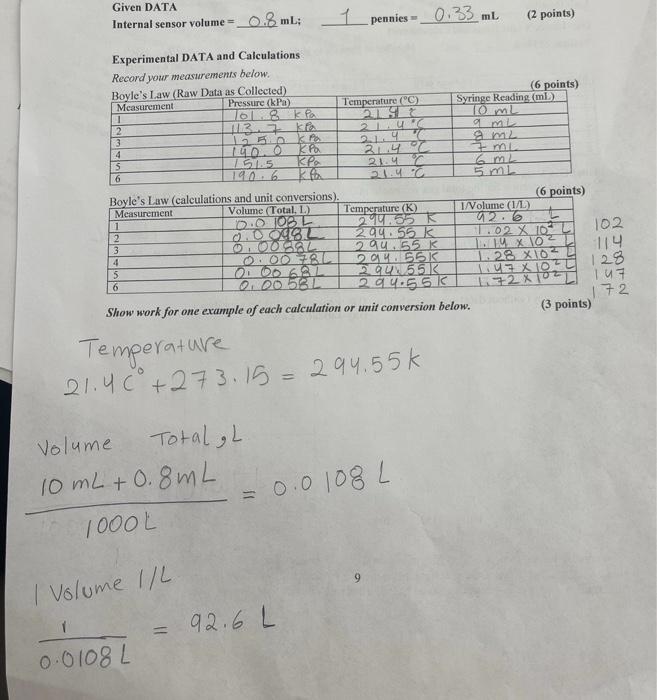 Given DATA
Internal sensor volume = 0.8 mL; 1 pennies = 0.33 mL (2 points)
Experimental DATA and Calculations
Record your measurements below.
Boyle's Law (Raw Data as Collected) (6 points)
Measurement Pressure (kPa) Temperature (°C) Syringe Reading (mL)
1 101.8 kPa 21.4 °C 10 mL
2 113.7 kPa 21.4 °C 9 mL
3 125.0 kPa 21.4 °C 8 mL
4 140.0 kPa 21.4 °C 7 mL
5 151.5 kPa 21.4 °C 6 mL
6 190.6 kPa 21.4 °C 5 mL
Boyle's Law (calculations and unit conversions). (6 points)
Measurement Volume (Total, L) Temperature (K) 1/Volume (1/L)
1 0.0108L 294.55 K 92.6 L
2 0.0098L 294.55 K 1.02 x 10² L 102
3 0.0088L 294.55 K 1.14 x 10² L 114
4 0.0078L 294.55K 1.28 x 10² L 128
5 0.0068L 294.55K 1.47 x 10² L 147
6 0.0058L 294.55K 1.72 x 10² L 172
Show work for one example of each calculation or unit conversion below. (3 points)
Temperature
21.4 C° + 273.15 = 294.55k
Volume Total, L
10 mL + 0.8mL
= 0.0108 L
1000L
1 Volume 1/L
1
= 92.6 L
0.0108 L
9